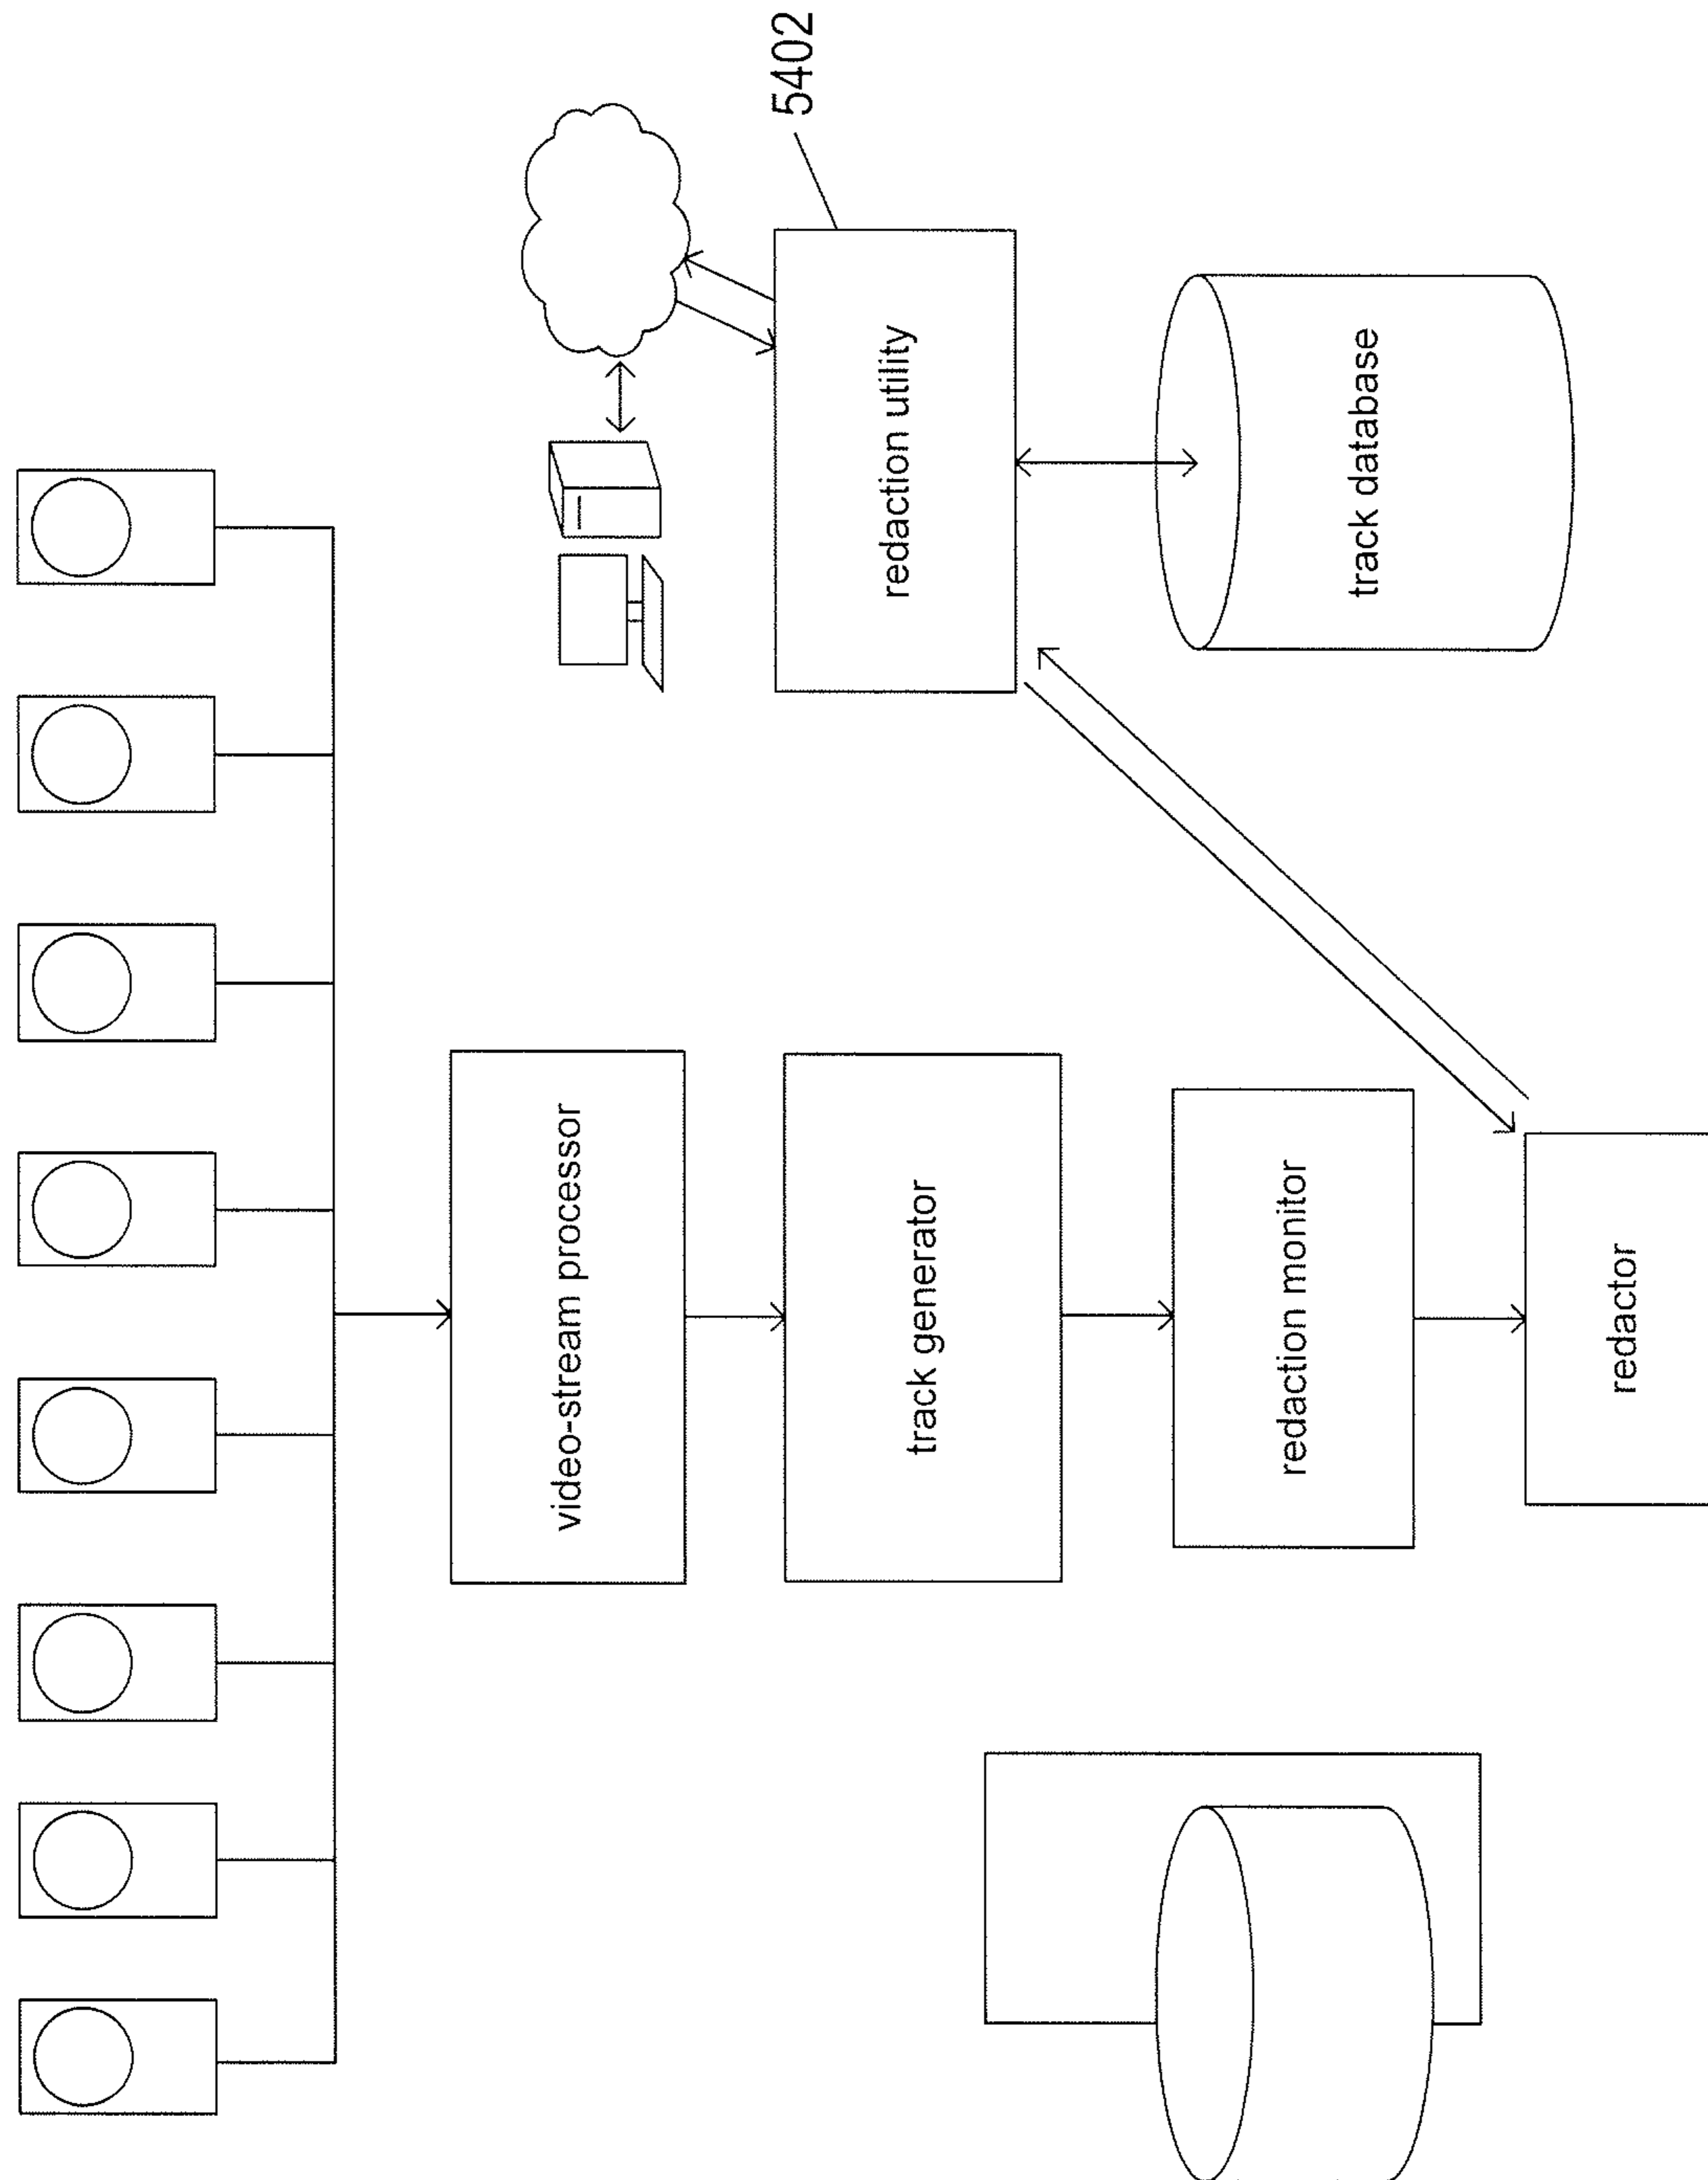 5402
redaction utility
track database
video-stream processor
track generator
redaction monitor
redactor